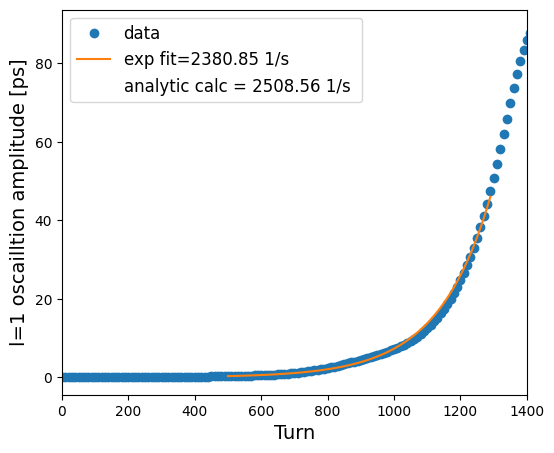 data
exp fit=2380.85 1/s
analytic calc = 2508.56 1/s
l=1 oscailltion amplitude [ps]
80
60
40
20
0
0 200 400 600 800 1000 1200 1400
Turn